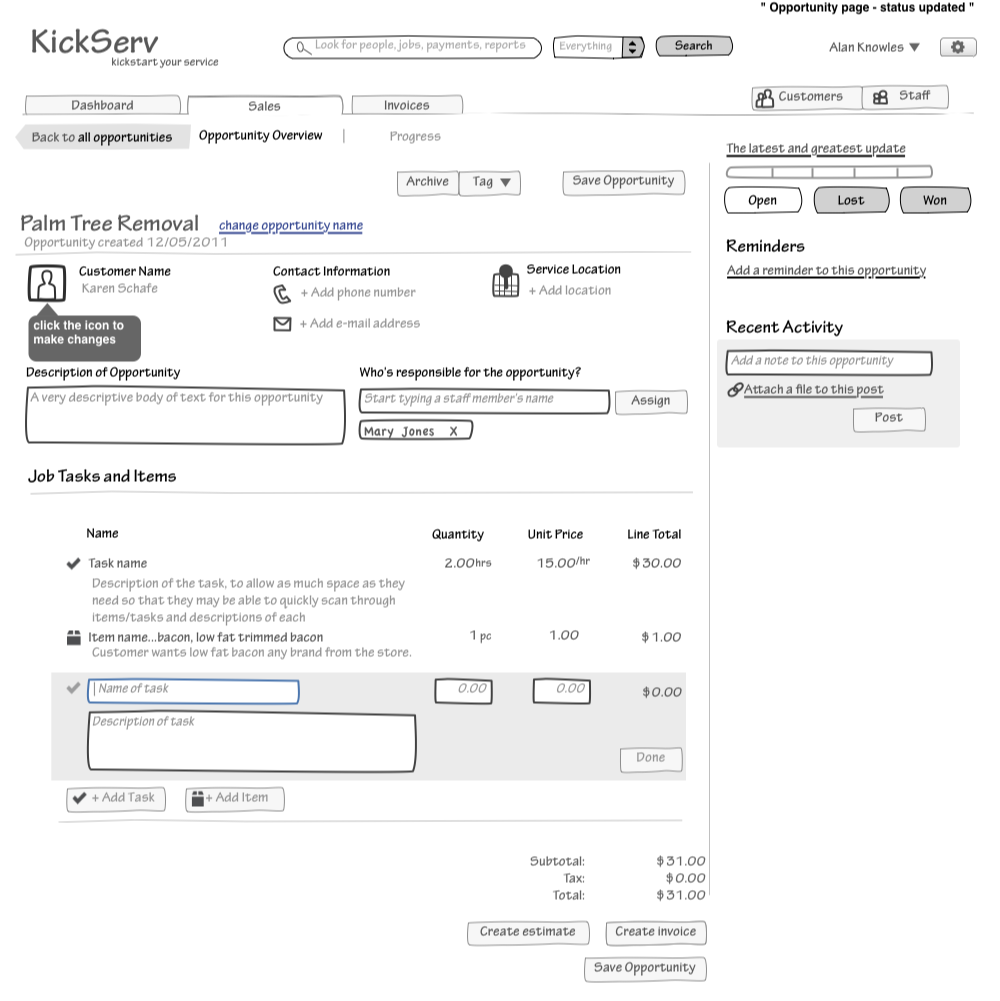 " Opportunity page - status updated "
KickServ
kickstart your service
Look for people, jobs, payments, reports
Everything
Search
Alan Knowles
Dashboard
Sales
Invoices
Customers
Staff
Back to all opportunities
Opportunity Overview
Progress
Archive
Tag
Save Opportunity
Palm Tree Removal
change opportunity name
Opportunity created 12/05/2011
Customer Name
Karen Schafe
click the icon to
make changes
Contact Information
+ Add phone number
+ Add e-mail address
Service Location
+ Add location
Description of Opportunity
A very descriptive body of text for this opportunity
Who's responsible for the opportunity?
Start typing a staff member's name
Assign
Mary Jones X
Job Tasks and Items
Name Quantity Unit Price Line Total
Task name 2.00hrs 15.00/hr $30.00
Description of the task, to allow as much space as they
need so that they may be able to quickly scan through
items/tasks and descriptions of each
Item name...bacon, low fat trimmed bacon 1 pc 1.00 $1.00
Customer wants low fat bacon any brand from the store.
Name of task 0.00 0.00 $0.00
Description of task
Done
+ Add Task
+ Add Item
Subtotal: $31.00
Tax: $0.00
Total: $31.00
Create estimate
Create invoice
Save Opportunity
The latest and greatest update
Open
Lost
Won
Reminders
Add a reminder to this opportunity
Recent Activity
Add a note to this opportunity
Attach a file to this post
Post